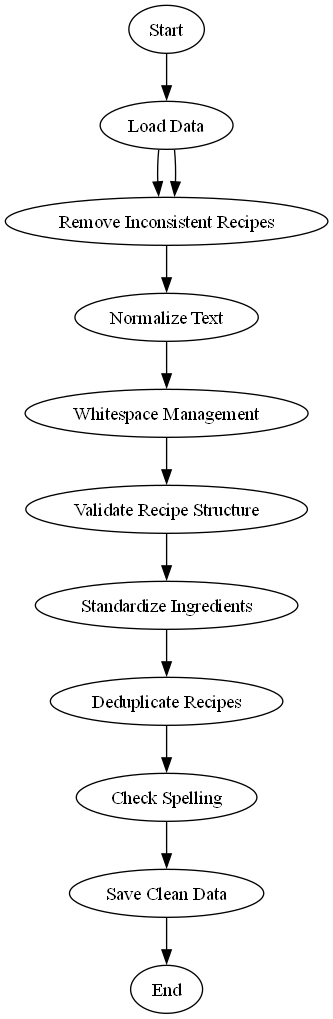 Start
Load Data
Remove Inconsistent Recipes
Normalize Text
Whitespace Management
Validate Recipe Structure
Standardize Ingredients
Deduplicate Recipes
Check Spelling
Save Clean Data
End